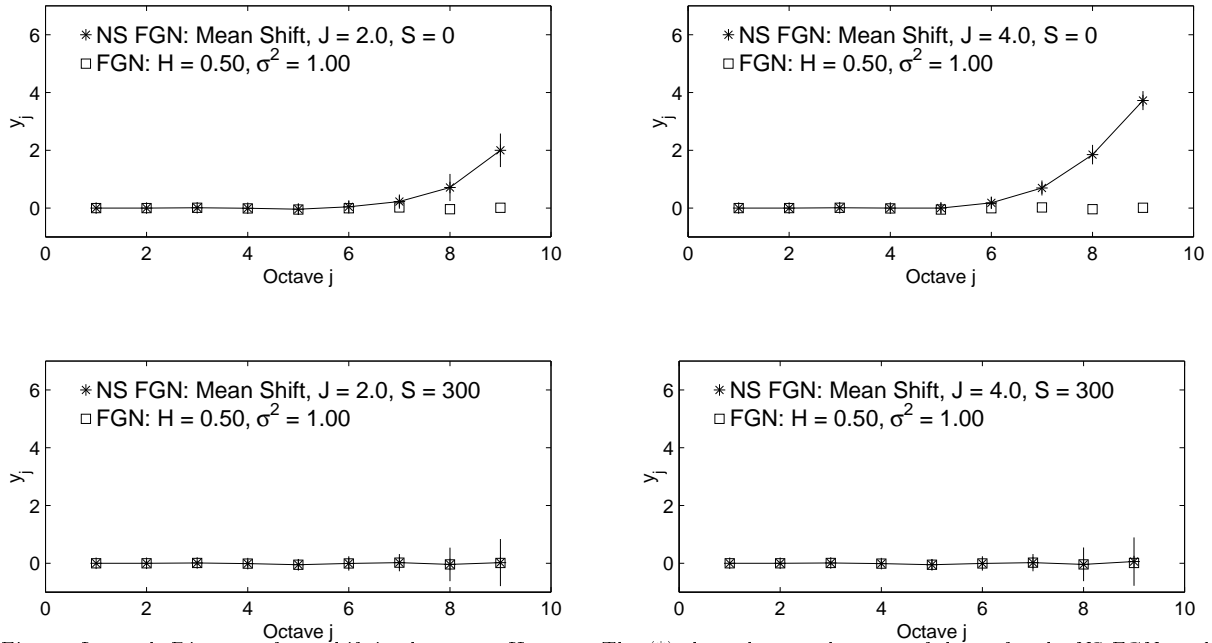 6
4
2
0
0 2 4 6 8 10
y_j
Octave j
* NS FGN: Mean Shift, J = 2.0, S = 0
□ FGN: H = 0.50, σ² = 1.00
6
4
2
0
0 2 4 6 8 10
y_j
Octave j
* NS FGN: Mean Shift, J = 4.0, S = 0
□ FGN: H = 0.50, σ² = 1.00
6
4
2
0
0 2 4 6 8 10
y_j
Octave j
* NS FGN: Mean Shift, J = 2.0, S = 300
□ FGN: H = 0.50, σ² = 1.00
6
4
2
0
0 2 4 6 8 10
y_j
Octave j
* NS FGN: Mean Shift, J = 4.0, S = 300
□ FGN: H = 0.50, σ² = 1.00